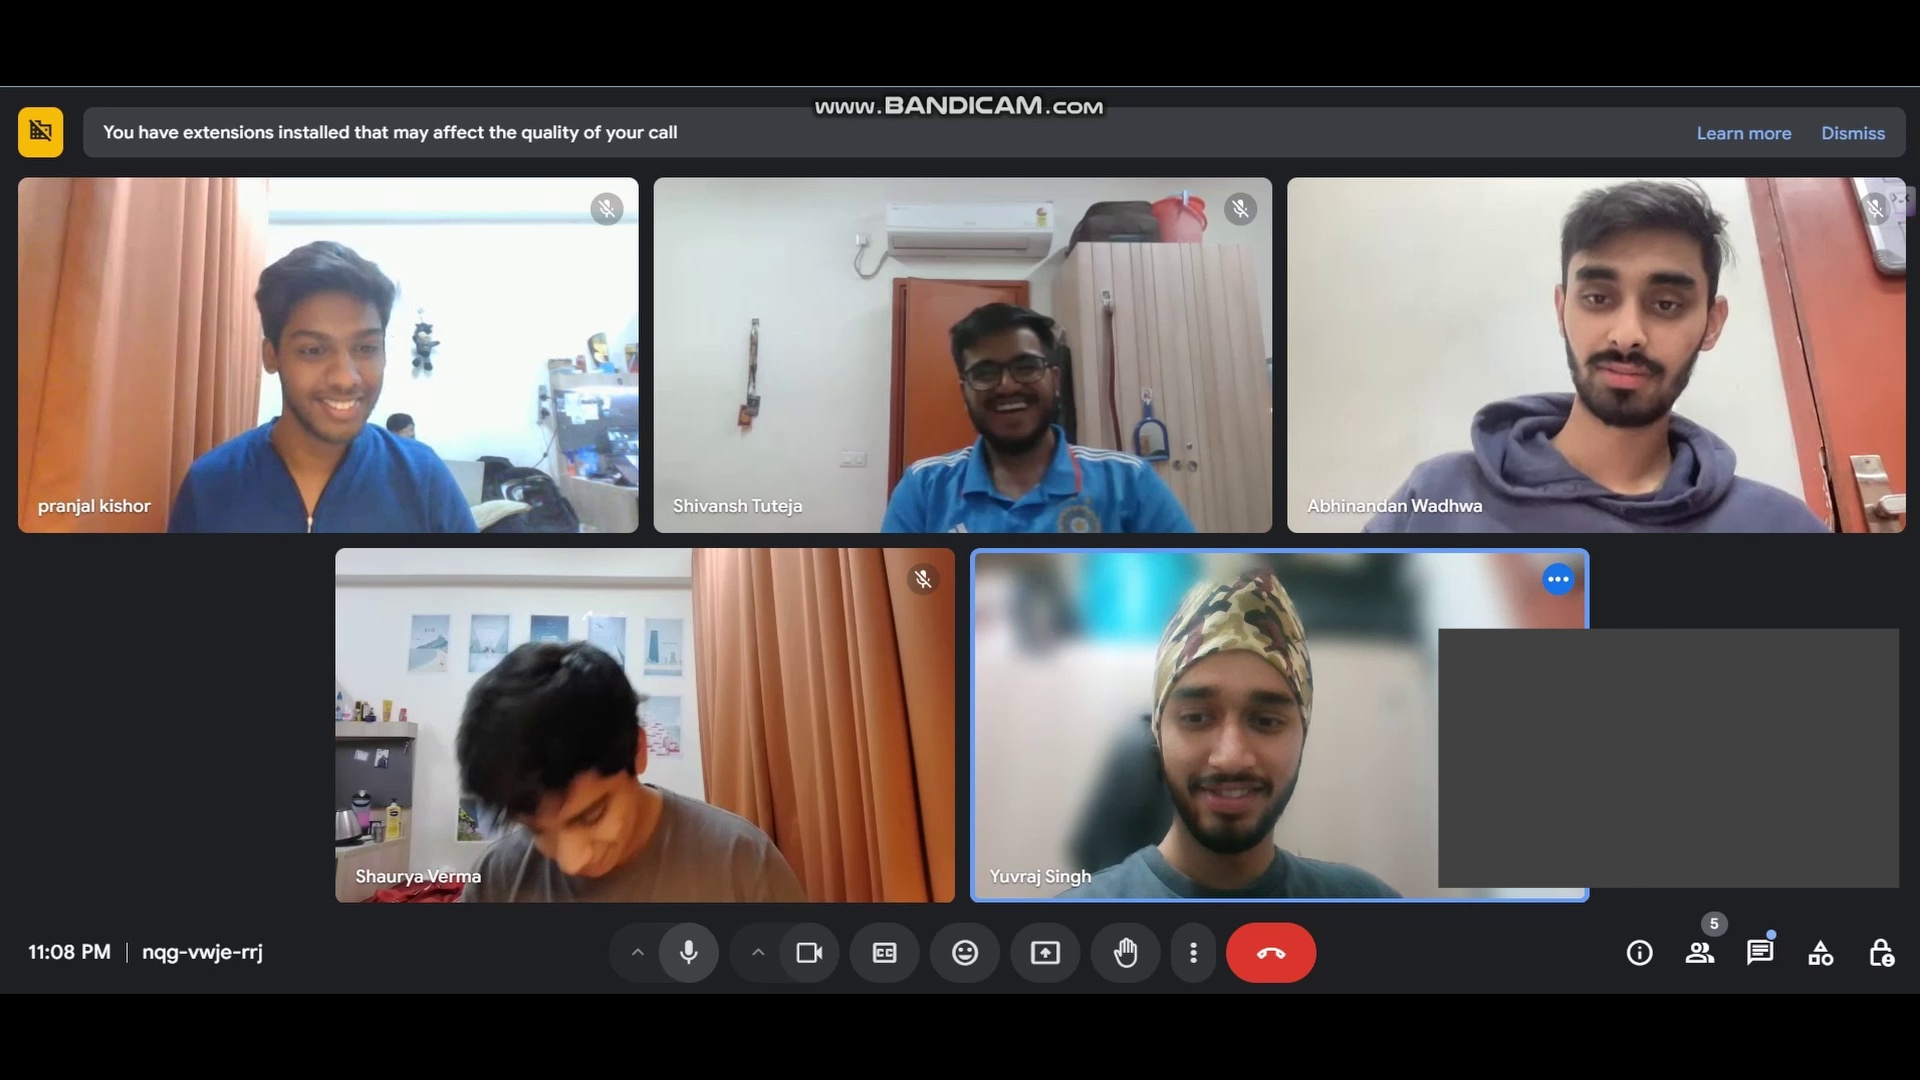 www.BANDICAM.com
You have extensions installed that may affect the quality of your call
Learn more
Dismiss
pranjal kishor
Shivansh Tuteja
Abhinandan Wadhwa
Shaurya Verma
Yuvraj Singh
11:08 PM
nqg-vwje-rrj
CC
5